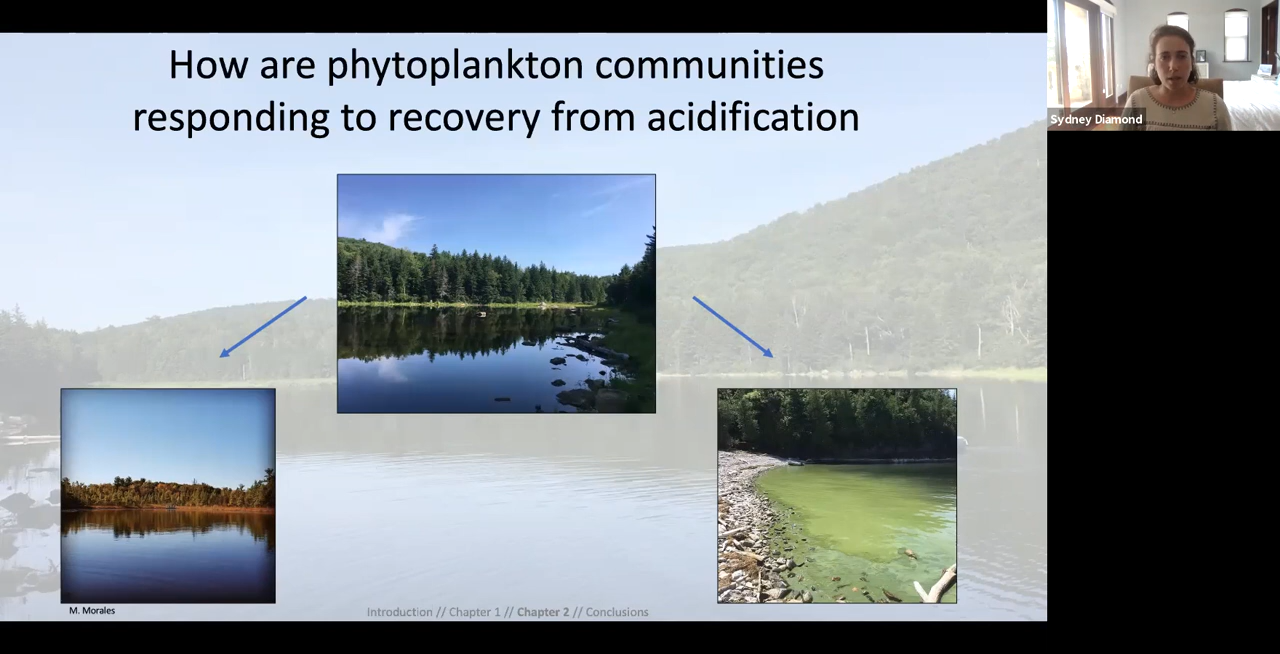 How are phytoplankton communities
responding to recovery from acidification
Sydney Diamond
M. Morales
Introduction // Chapter 1 // Chapter 2 // Conclusions